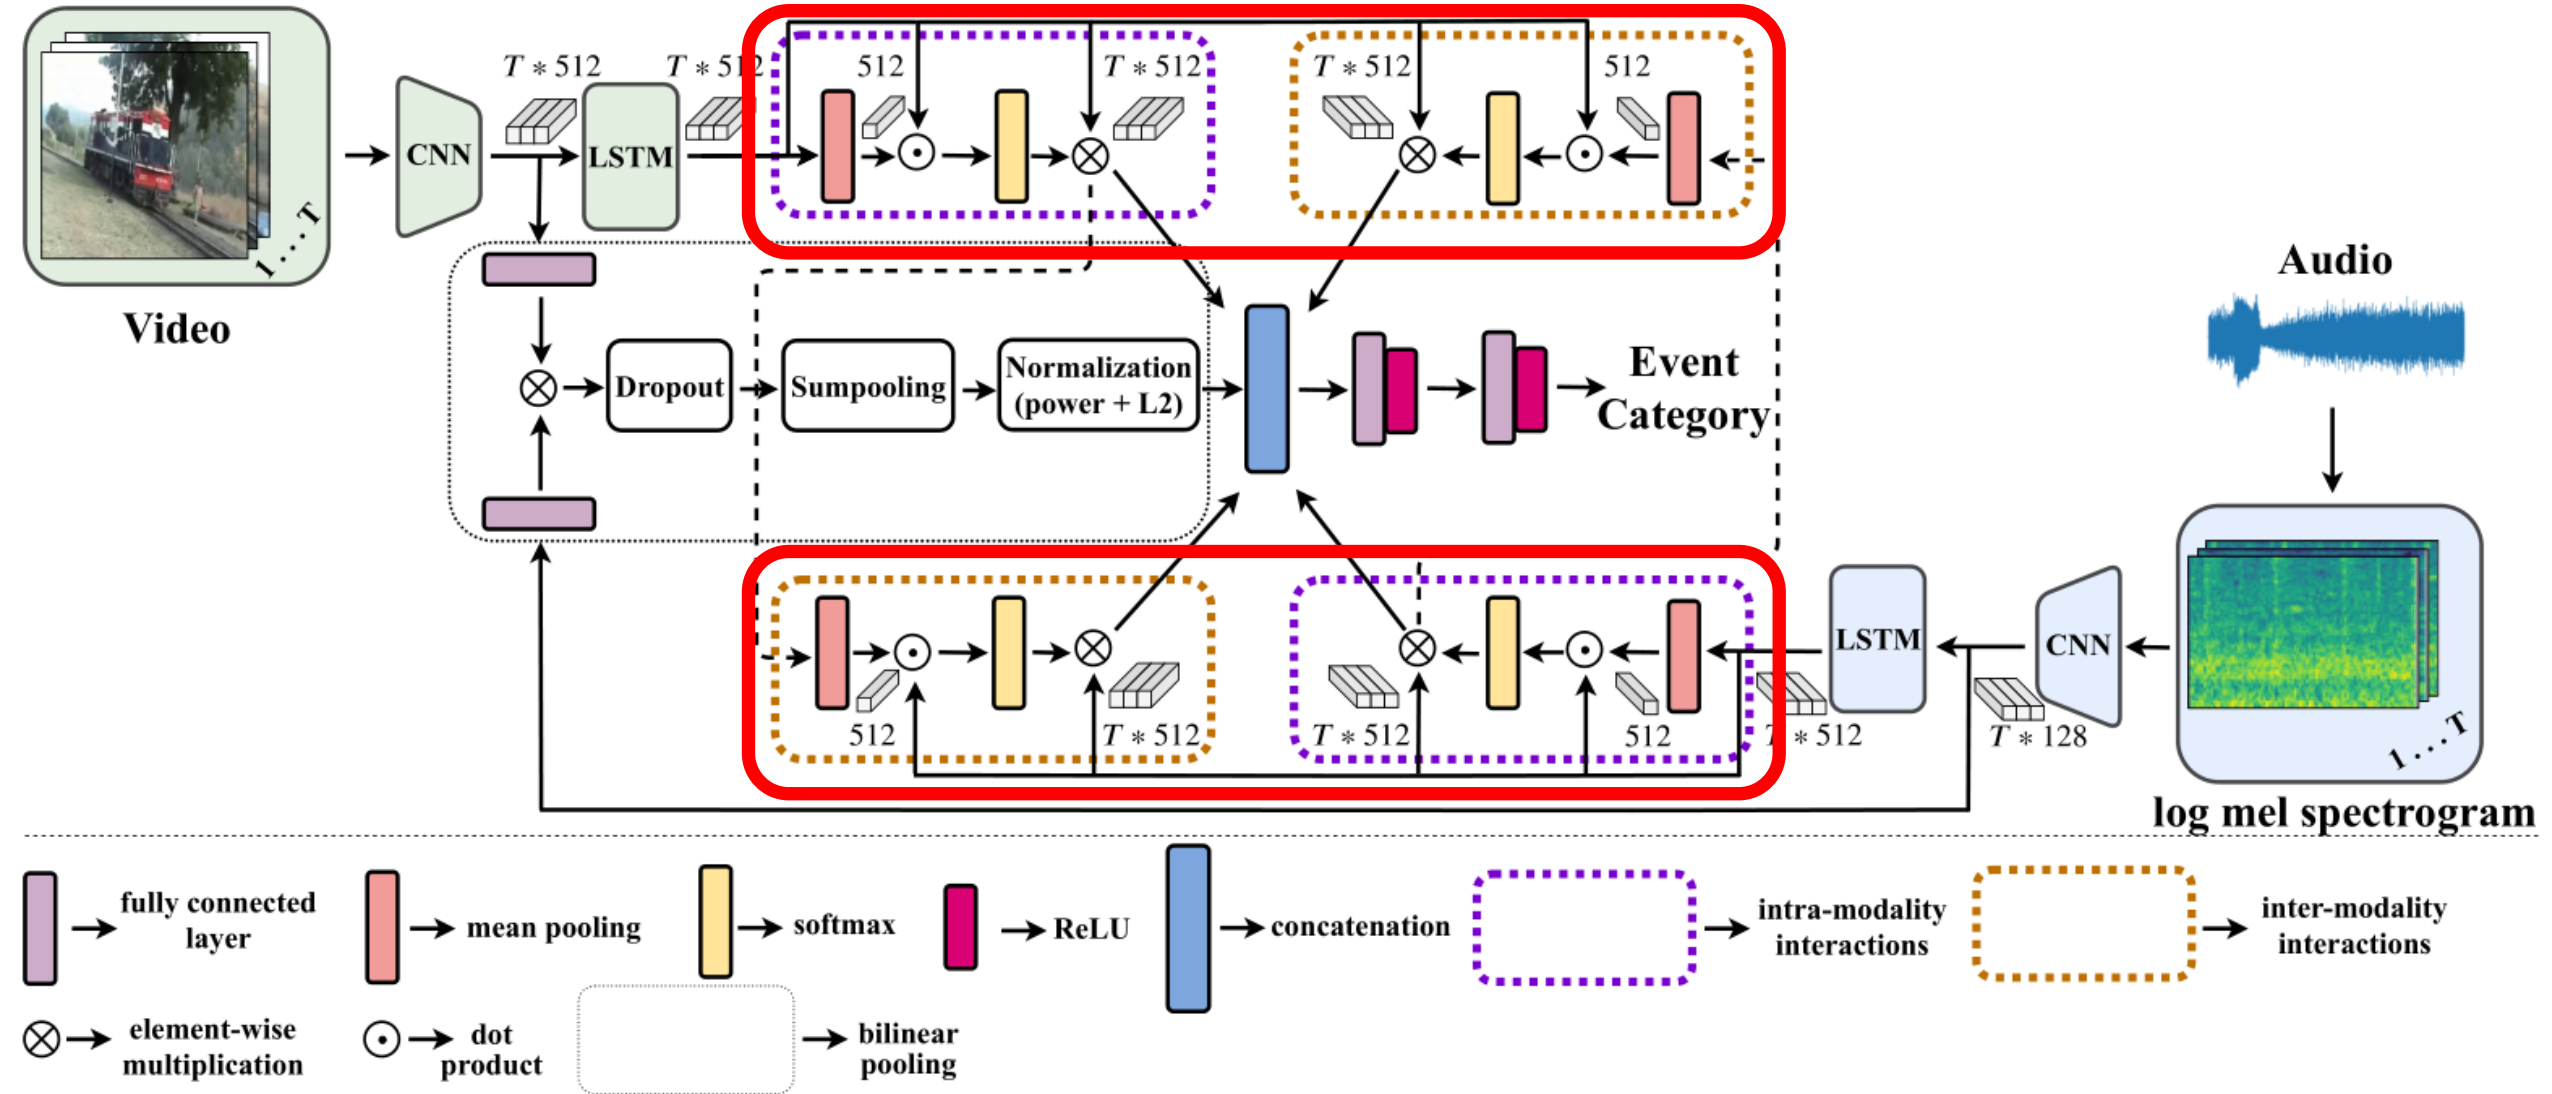 T * 512
T * 512
512
T * 512
T * 512
512
CNN
LSTM
1 . . . T
Video
Audio
Dropout
Sumpooling
Normalization
(power + L2)
Event
Category
LSTM
CNN
512
T * 512
T * 512
512
T * 512
T * 128
1 . . . T
log mel spectrogram
fully connected
layer
mean pooling
softmax
ReLU
concatenation
intra-modality
interactions
inter-modality
interactions
element-wise
multiplication
dot
product
bilinear
pooling